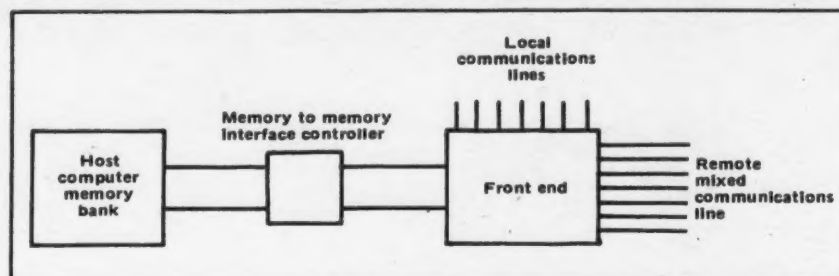 Local
communications
lines
Memory to memory
interface controller
Host
computer
memory
bank
Front end
Remote
mixed
communications
line